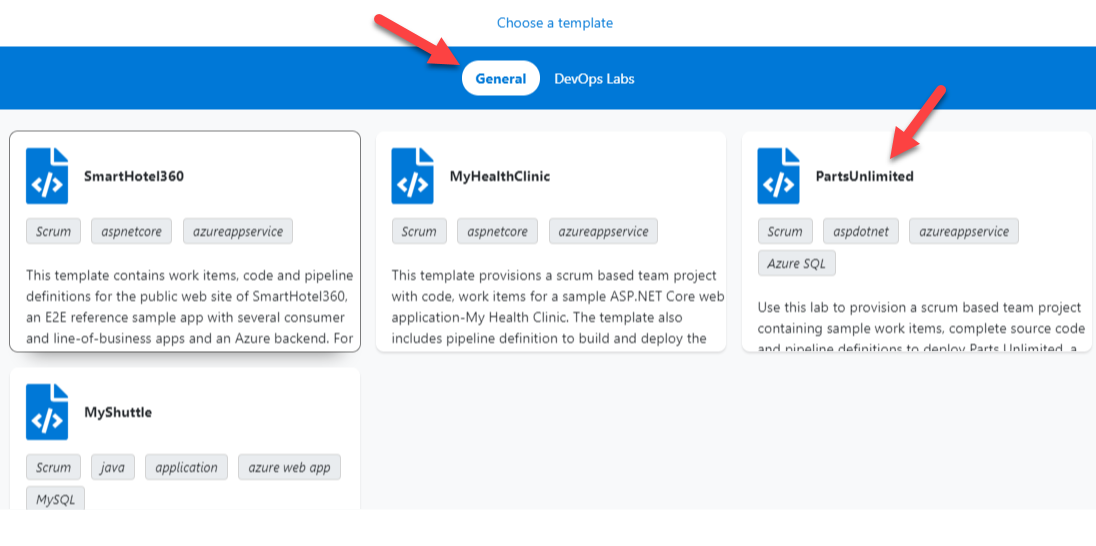 Choose a template
General DevOps Labs
SmartHotel360
Scrum aspnetcore azureappservice
This template contains work items, code and pipeline
definitions for the public web site of SmartHotel360,
an E2E reference sample app with several consumer
and line-of-business apps and an Azure backend. For
MyHealthClinic
Scrum aspnetcore azureappservice
This template provisions a scrum based team project
with code, work items for a sample ASP.NET Core web
application-My Health Clinic. The template also
includes pipeline definition to build and deploy the
PartsUnlimited
Scrum aspdotnet azureappservice
Azure SQL
Use this lab to provision a scrum based team project
containing sample work items, complete source code
and pipeline definitions to deploy Parts Unlimited, a
MyShuttle
Scrum java application azure web app
MySQL